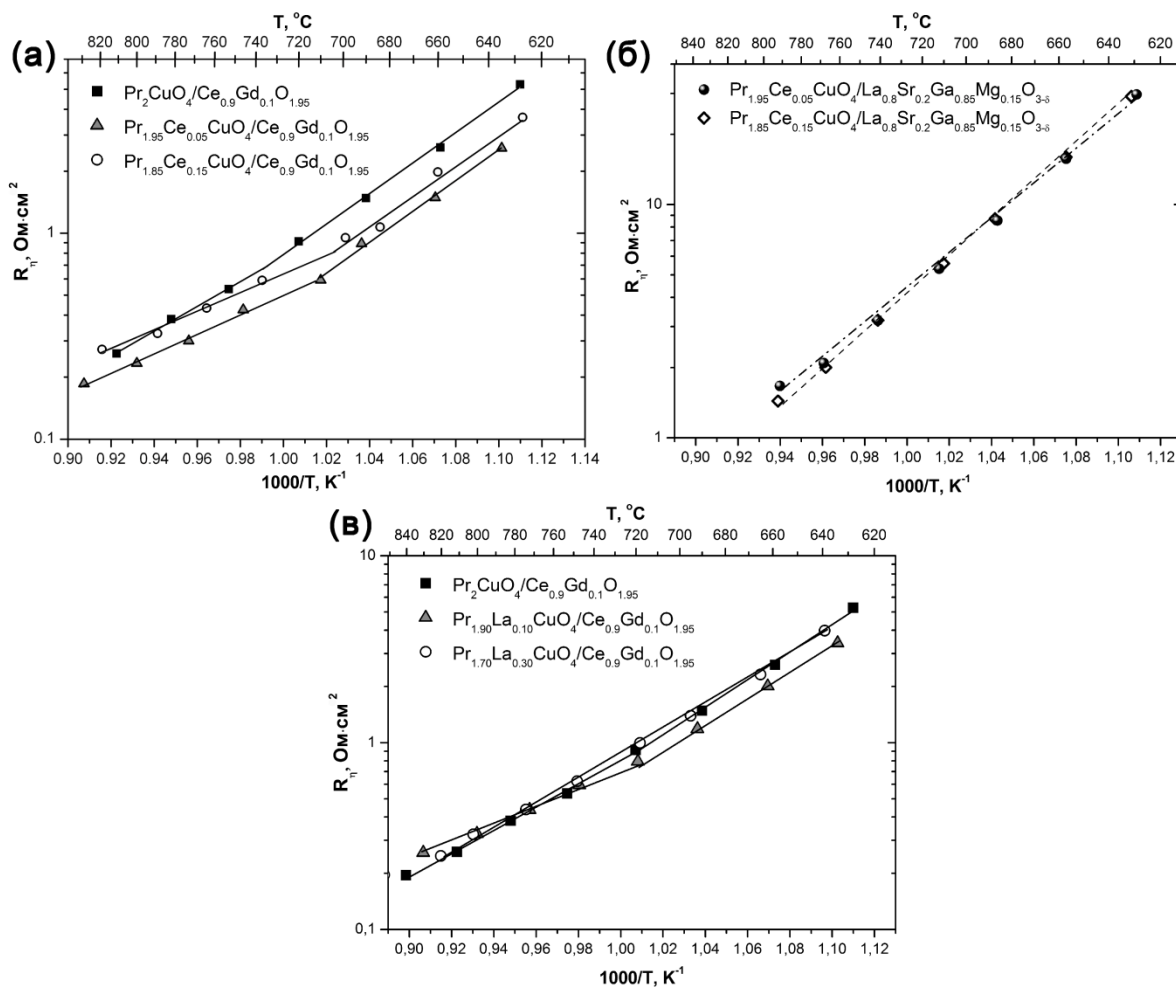 T, °C
820 800 780 760 740 720 700 680 660 640 620
(а)
Pr₂CuO₄/Ce₀.₉Gd₀.₁O₁.₉₅
Pr₁.₉₅Ce₀.₀₅CuO₄/Ce₀.₉Gd₀.₁O₁.₉₅
Pr₁.₈₅Ce₀.₁₅CuO₄/Ce₀.₉Gd₀.₁O₁.₉₅
R_η, Ом·см²
1
0.1
0.90 0.92 0.94 0.96 0.98 1.00 1.02 1.04 1.06 1.08 1.10 1.12 1.14
1000/T, K⁻¹
T, °C
840 820 800 780 760 740 720 700 680 660 640 620
(б)
Pr₁.₉₅Ce₀.₀₅CuO₄/La₀.₈Sr₀.₂Ga₀.₈₅Mg₀.₁₅O₃₋δ
Pr₁.₈₅Ce₀.₁₅CuO₄/La₀.₈Sr₀.₂Ga₀.₈₅Mg₀.₁₅O₃₋δ
R_η, Ом·см²
10
1
0,90 0,92 0,94 0,96 0,98 1,00 1,02 1,04 1,06 1,08 1,10 1,12
1000/T, K⁻¹
T, °C
840 820 800 780 760 740 720 700 680 660 640 620
(в)
Pr₂CuO₄/Ce₀.₉Gd₀.₁O₁.₉₅
Pr₁.₉₀La₀.₁₀CuO₄/Ce₀.₉Gd₀.₁O₁.₉₅
Pr₁.₇₀La₀.₃₀CuO₄/Ce₀.₉Gd₀.₁O₁.₉₅
R_η, Ом·см²
10
1
0,1
0,90 0,92 0,94 0,96 0,98 1,00 1,02 1,04 1,06 1,08 1,10 1,12
1000/T, K⁻¹